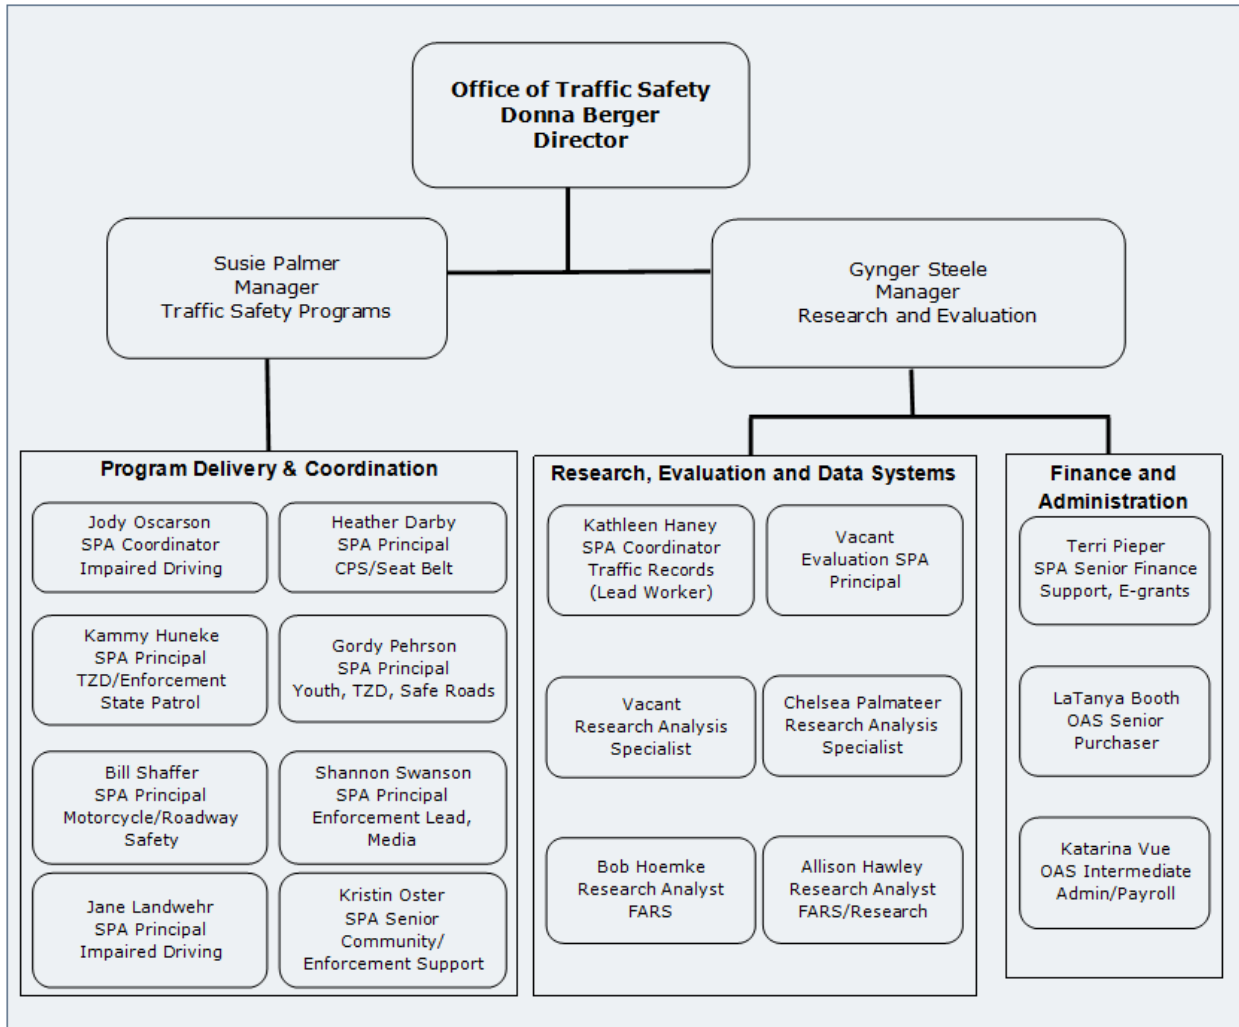 Office of Traffic Safety
Donna Berger
Director
Susie Palmer
Manager
Traffic Safety Programs
Gynger Steele
Manager
Research and Evaluation
Program Delivery & Coordination
Jody Oscarson
SPA Coordinator
Impaired Driving
Heather Darby
SPA Principal
CPS/Seat Belt
Kammy Huneke
SPA Principal
TZD/Enforcement
State Patrol
Gordy Pehrson
SPA Principal
Youth, TZD, Safe Roads
Bill Shaffer
SPA Principal
Motorcycle/Roadway
Safety
Shannon Swanson
SPA Principal
Enforcement Lead,
Media
Jane Landwehr
SPA Principal
Impaired Driving
Kristin Oster
SPA Senior
Community/
Enforcement Support
Research, Evaluation and Data Systems
Kathleen Haney
SPA Coordinator
Traffic Records
(Lead Worker)
Vacant
Evaluation SPA
Principal
Vacant
Research Analysis
Specialist
Chelsea Palmateer
Research Analysis
Specialist
Bob Hoemke
Research Analyst
FARS
Allison Hawley
Research Analyst
FARS/Research
Finance and
Administration
Terri Pieper
SPA Senior Finance
Support, E-grants
LaTanya Booth
OAS Senior
Purchaser
Katarina Vue
OAS Intermediate
Admin/Payroll